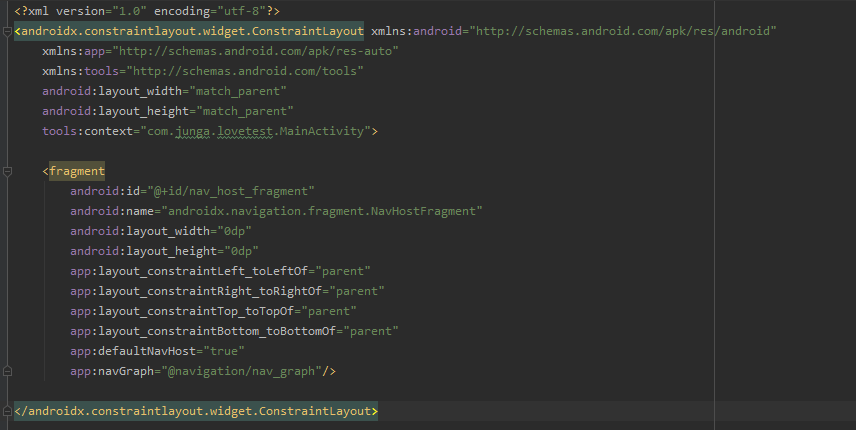 <?xml version="1.0" encoding="utf-8"?>
<androidx.constraintlayout.widget.ConstraintLayout xmlns:android="http://schemas.android.com/apk/res/android"
    xmlns:app="http://schemas.android.com/apk/res-auto"
    xmlns:tools="http://schemas.android.com/tools"
    android:layout_width="match_parent"
    android:layout_height="match_parent"
    tools:context="com.junga.lovetest.MainActivity">

    <fragment
        android:id="@+id/nav_host_fragment"
        android:name="androidx.navigation.fragment.NavHostFragment"
        android:layout_width="0dp"
        android:layout_height="0dp"
        app:layout_constraintLeft_toLeftOf="parent"
        app:layout_constraintRight_toRightOf="parent"
        app:layout_constraintTop_toTopOf="parent"
        app:layout_constraintBottom_toBottomOf="parent"
        app:defaultNavHost="true"
        app:navGraph="@navigation/nav_graph"/>

</androidx.constraintlayout.widget.ConstraintLayout>